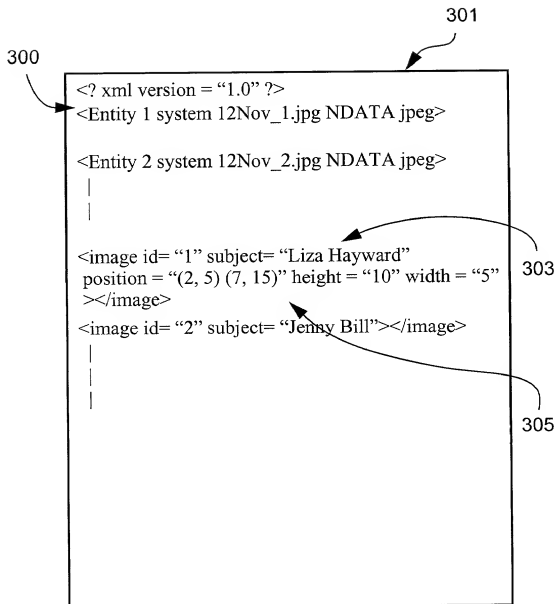 301
300
<? xml version = “1.0” ?>
<Entity 1 system 12Nov_1.jpg NDATA jpeg>
<Entity 2 system 12Nov_2.jpg NDATA jpeg>
<image id= “1” subject= “Liza Hayward”
303
position = “(2, 5) (7, 15)” height = “10” width = “5”
></image>
<image id= “2” subject= “Jenny Bill”></image>
305